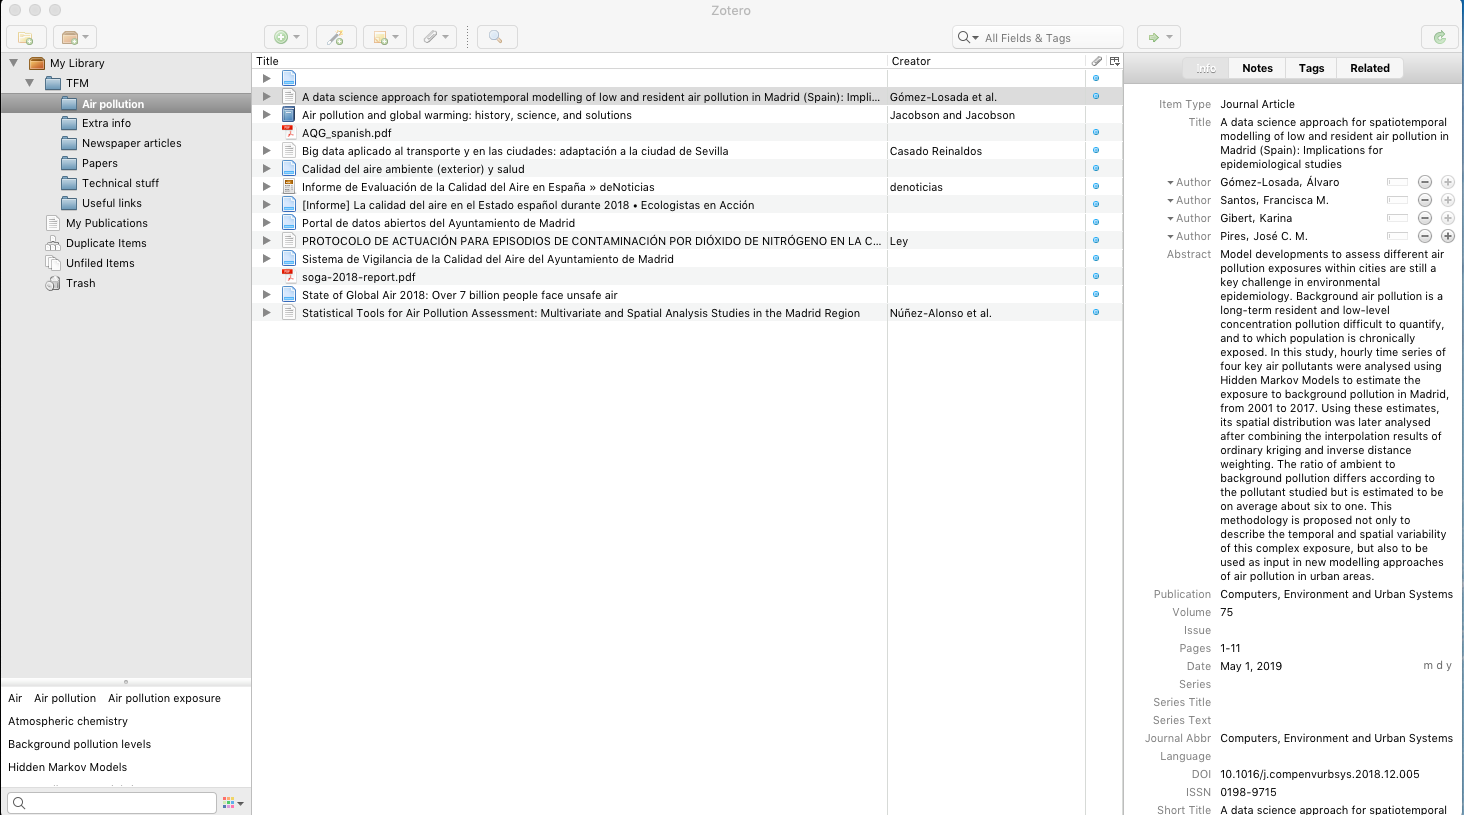 Zotero
All Fields & Tags
My Library
TFM
Air pollution
Extra info
Newspaper articles
Papers
Technical stuff
Useful links
My Publications
Duplicate Items
Unfiled Items
Trash
Air Air pollution Air pollution exposure
Atmospheric chemistry
Background pollution levels
Hidden Markov Models
Title Creator
A data science approach for spatiotemporal modelling of low and resident air pollution in Madrid (Spain): Impli... Gómez-Losada et al.
Air pollution and global warming: history, science, and solutions Jacobson and Jacobson
AQG_spanish.pdf
Big data aplicado al transporte y en las ciudades: adaptación a la ciudad de Sevilla Casado Reinaldos
Calidad del aire ambiente (exterior) y salud
Informe de Evaluación de la Calidad del Aire en España » deNoticias denoticias
[Informe] La calidad del aire en el Estado español durante 2018 • Ecologistas en Acción
Portal de datos abiertos del Ayuntamiento de Madrid
PROTOCOLO DE ACTUACIÓN PARA EPISODIOS DE CONTAMINACIÓN POR DIÓXIDO DE NITRÓGENO EN LA C... Ley
Sistema de Vigilancia de la Calidad del Aire del Ayuntamiento de Madrid
soga-2018-report.pdf
State of Global Air 2018: Over 7 billion people face unsafe air
Statistical Tools for Air Pollution Assessment: Multivariate and Spatial Analysis Studies in the Madrid Region Núñez-Alonso et al.
Info Notes Tags Related
Item Type Journal Article
Title A data science approach for spatiotemporal
modelling of low and resident air pollution in
Madrid (Spain): Implications for
epidemiological studies
Author Gómez-Losada, Álvaro
Author Santos, Francisca M.
Author Gibert, Karina
Author Pires, José C. M.
Abstract Model developments to assess different air
pollution exposures within cities are still a
key challenge in environmental
epidemiology. Background air pollution is a
long-term resident and low-level
concentration pollution difficult to quantify,
and to which population is chronically
exposed. In this study, hourly time series of
four key air pollutants were analysed using
Hidden Markov Models to estimate the
exposure to background pollution in Madrid,
from 2001 to 2017. Using these estimates,
its spatial distribution was later analysed
after combining the interpolation results of
ordinary kriging and inverse distance
weighting. The ratio of ambient to
background pollution differs according to
the pollutant studied but is estimated to be
on average about six to one. This
methodology is proposed not only to
describe the temporal and spatial variability
of this complex exposure, but also to be
used as input in new modelling approaches
of air pollution in urban areas.
Publication Computers, Environment and Urban Systems
Volume 75
Issue
Pages 1-11
Date May 1, 2019 m d y
Series
Series Title
Series Text
Journal Abbr Computers, Environment and Urban Systems
Language
DOI 10.1016/j.compenvurbsys.2018.12.005
ISSN 0198-9715
Short Title A data science approach for spatiotemporal